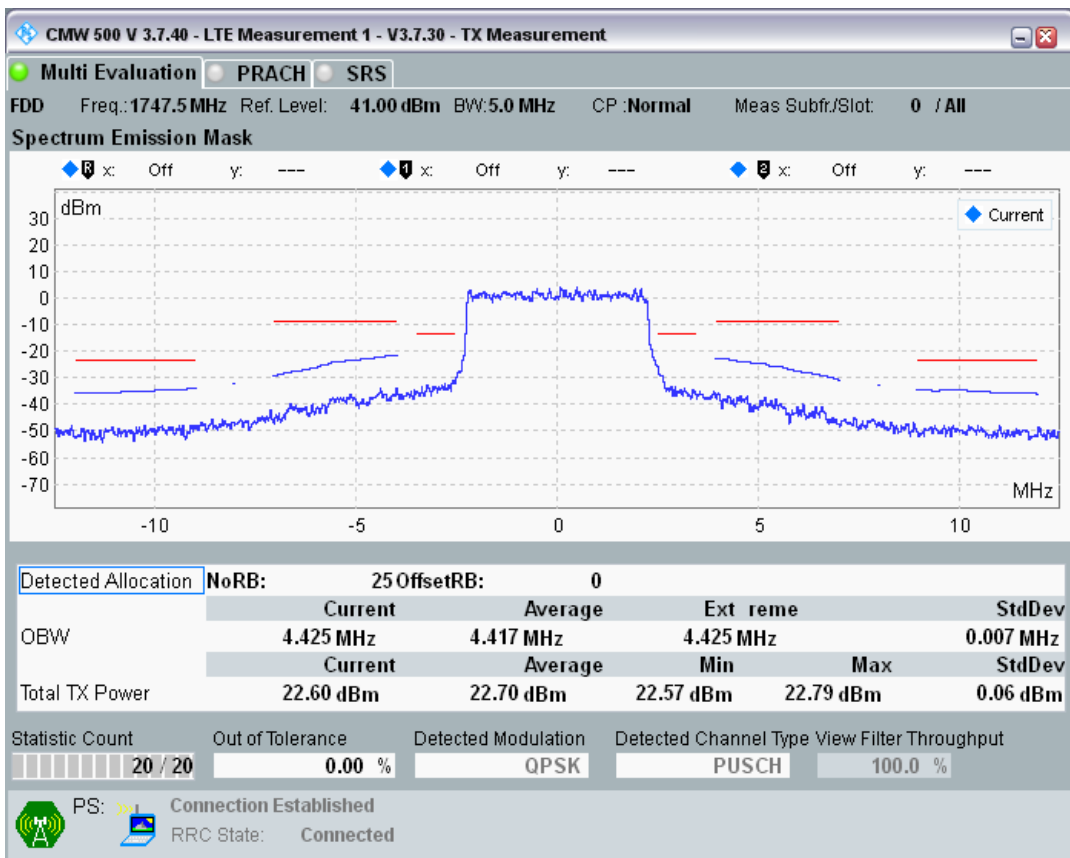 CMW 500 V 3.7.40 - LTE Measurement 1 - V3.7.30 - TX Measurement
Multi Evaluation PRACH SRS
FDD Freq.: 1747.5 MHz Ref. Level: 41.00 dBm BW: 5.0 MHz CP : Normal Meas Subfr./Slot: 0 / All
Spectrum Emission Mask
R x: Off y: --- 1 x: Off y: --- 2 x: Off y: ---
dBm
Current
30
20
10
0
-10
-20
-30
-40
-50
-60
-70
MHz
-10 -5 0 5 10
Detected Allocation NoRB: 25 OffsetRB: 0
Current Average Ext reme StdDev
OBW 4.425 MHz 4.417 MHz 4.425 MHz 0.007 MHz
Current Average Min Max StdDev
Total TX Power 22.60 dBm 22.70 dBm 22.57 dBm 22.79 dBm 0.06 dBm
Statistic Count Out of Tolerance Detected Modulation Detected Channel Type View Filter Throughput
20 / 20 0.00 % QPSK PUSCH 100.0 %
PS: Connection Established
RRC State: Connected